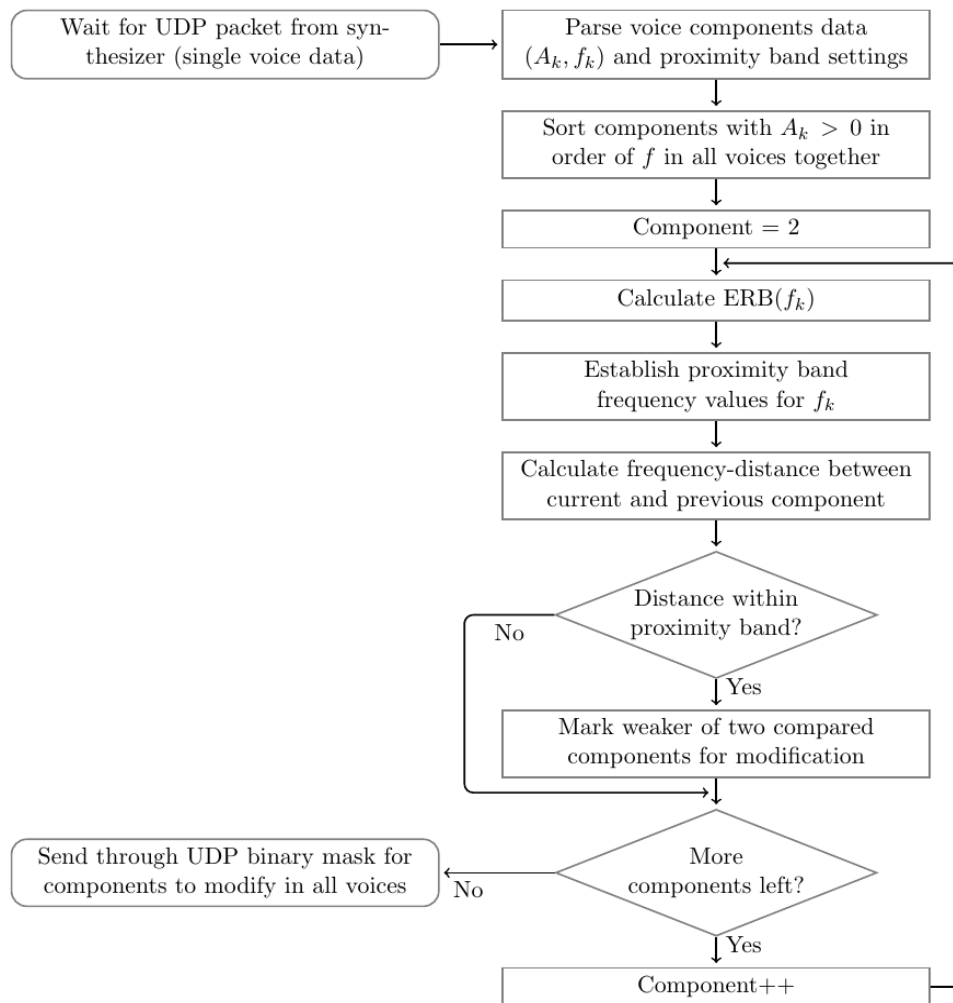 Wait for UDP packet from syn-
thesizer (single voice data)
Parse voice components data
(A_k, f_k) and proximity band settings
Sort components with A_k > 0 in
order of f in all voices together
Component = 2
Calculate ERB(f_k)
Establish proximity band
frequency values for f_k
Calculate frequency-distance between
current and previous component
Distance within
proximity band?
No
Yes
Mark weaker of two compared
components for modification
More
components left?
Send through UDP binary mask for
components to modify in all voices
No
Yes
Component++